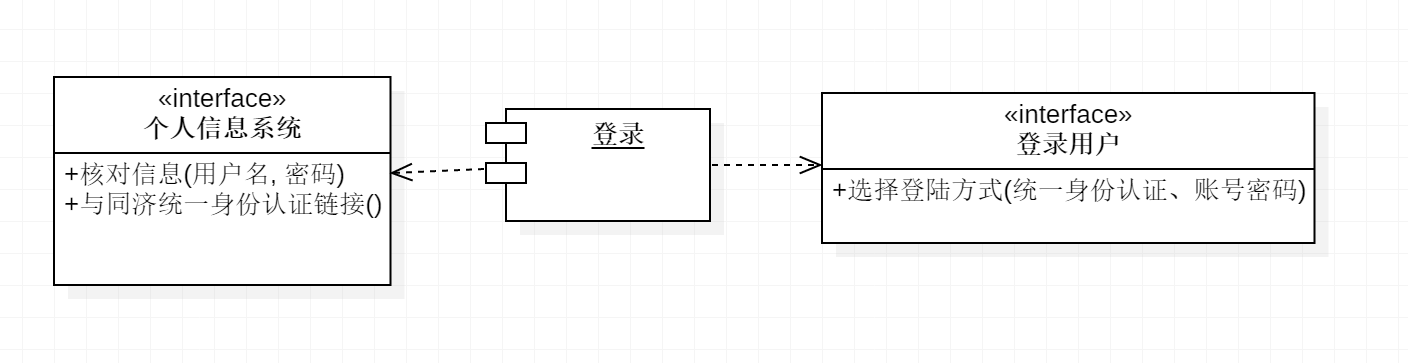 «interface»
个人信息系统
+核对信息(用户名, 密码)
+与同济统一身份认证链接()
登录
«interface»
登录用户
+选择登陆方式(统一身份认证、账号密码)